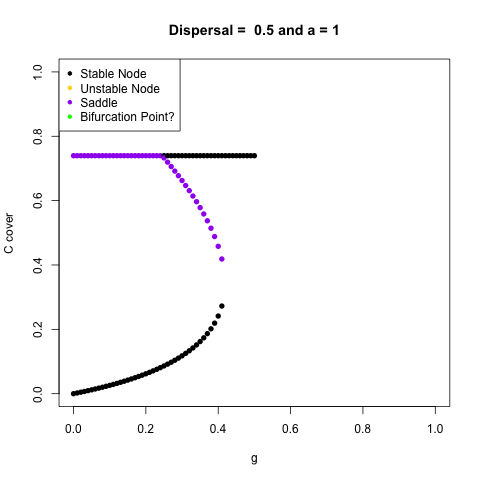 Dispersal =  0.5 and a = 1
Stable Node
Unstable Node
Saddle
Bifurcation Point?
C cover
1.0
0.8
0.6
0.4
0.2
0.0
0.0 0.2 0.4 0.6 0.8 1.0
g